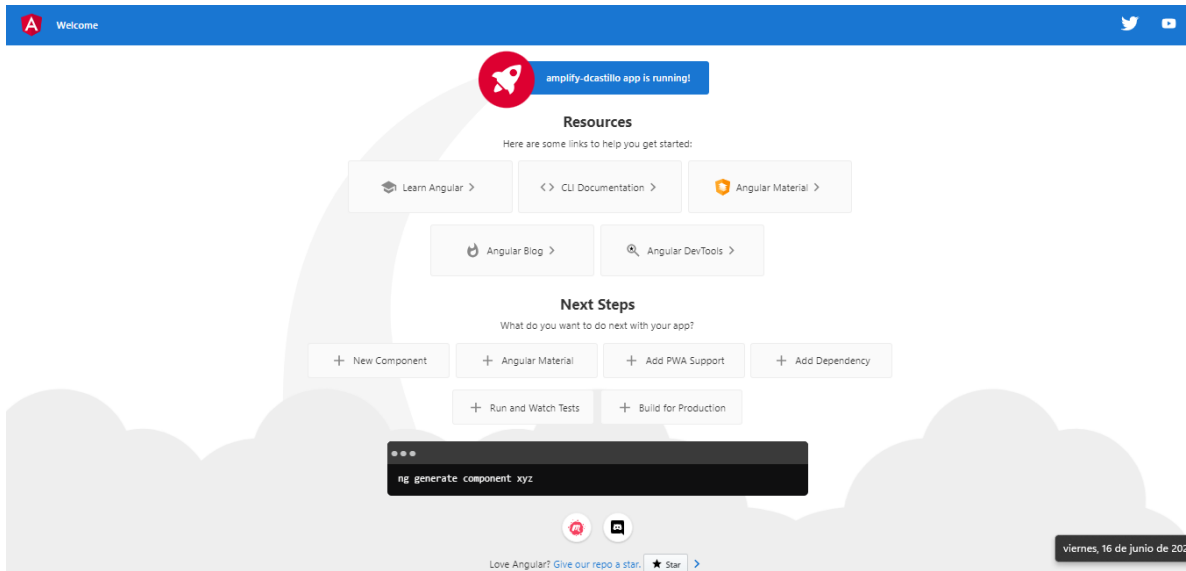 Welcome
amplify-dcastillo app is running!
Resources
Here are some links to help you get started:
Learn Angular
CLI Documentation
Angular Material
Angular Blog
Angular DevTools
Next Steps
What do you want to do next with your app?
New Component
Angular Material
Add PWA Support
Add Dependency
Run and Watch Tests
Build for Production
ng generate component xyz
Love Angular? Give our repo a star. Star
viernes, 16 de junio de 202